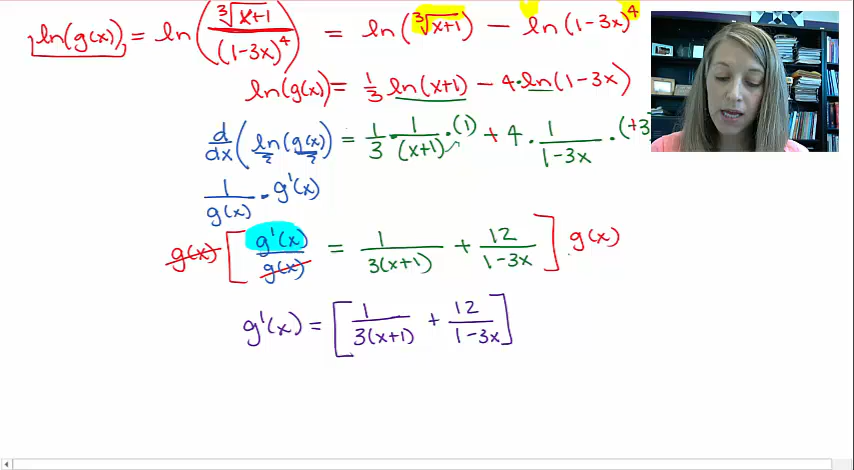 ln(g(x)) = ln(∛(x+1)/(1-3x)⁴) = ln(∛(x+1)) - ln(1-3x)⁴
ln(g(x)) = 1/3 ln(x+1) - 4·ln(1-3x)
d/dx(ln(g(x))) = 1/3 · 1/(x+1) · (1) + 4 · 1/(1-3x) · (+3
1/g(x) · g'(x)
g(x) [ g'(x)/g(x) = 1/(3(x+1)) + 12/(1-3x) ] g(x)
g'(x) = [ 1/(3(x+1)) + 12/(1-3x) ]